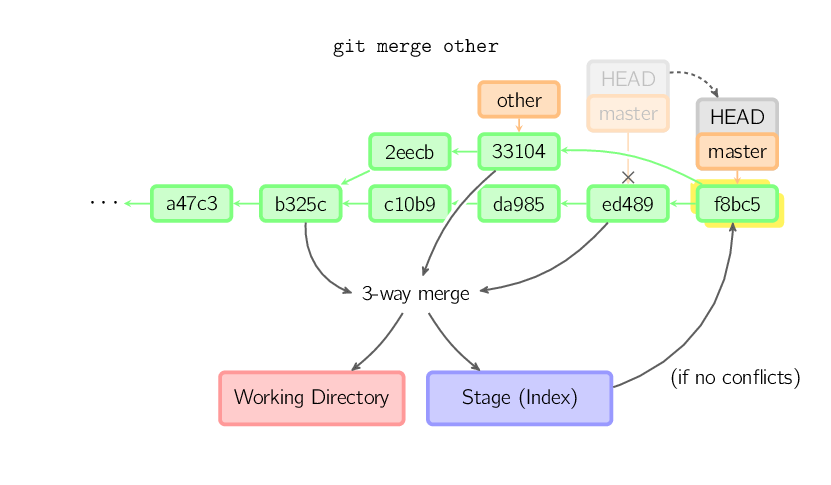 git merge other
HEAD
master
other
HEAD
master
2eecb
33104
... a47c3
b325c
c10b9
da985
ed489
f8bc5
3-way merge
(if no conflicts)
Working Directory
Stage (Index)